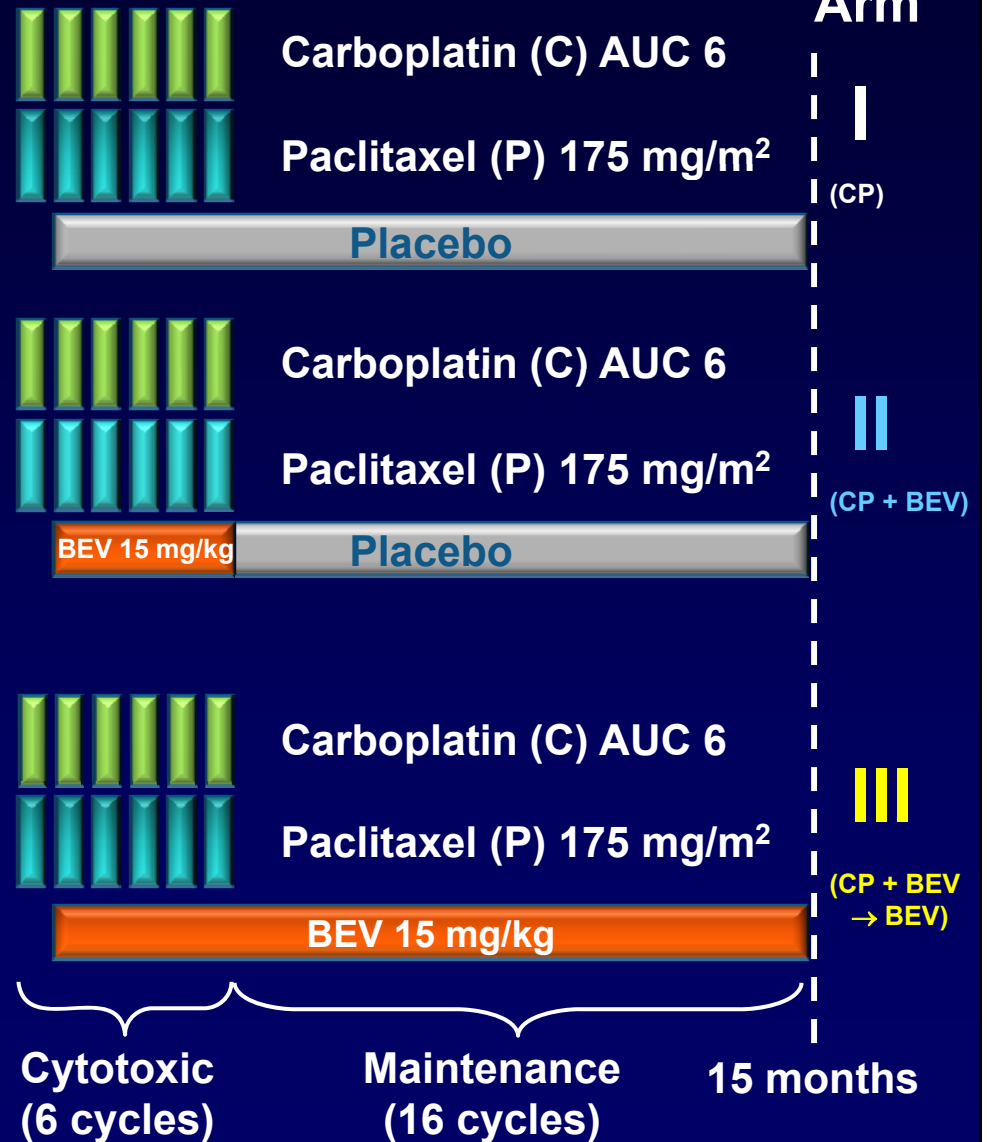 Arm
Carboplatin (C) AUC 6
I
Paclitaxel (P) 175 mg/m²
(CP)
Placebo
Carboplatin (C) AUC 6
II
Paclitaxel (P) 175 mg/m²
(CP + BEV)
BEV 15 mg/kg
Placebo
Carboplatin (C) AUC 6
III
Paclitaxel (P) 175 mg/m²
(CP + BEV
→ BEV)
BEV 15 mg/kg
Cytotoxic
(6 cycles)
Maintenance
(16 cycles)
15 months